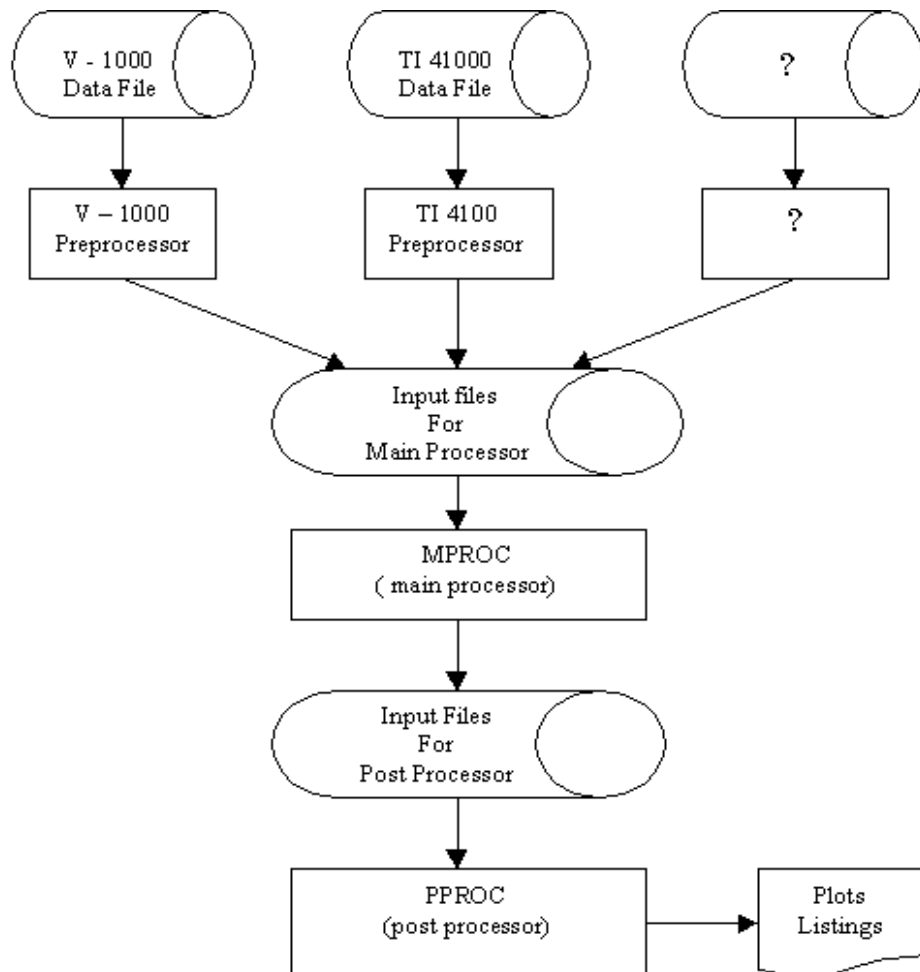 V - 1000
Data File
TI 41000
Data File
?
V – 1000
Preprocessor
TI 4100
Preprocessor
?
Input files
For
Main Processor
MPROC
( main processor)
Input Files
For
Post Processor
PPROC
(post processor)
Plots
Listings